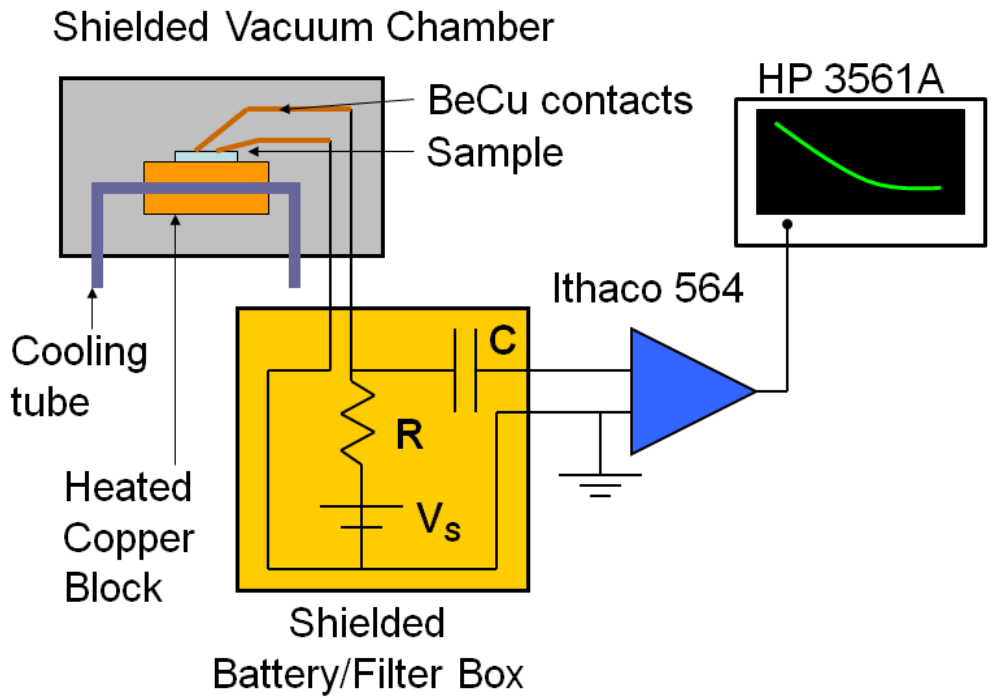 Shielded Vacuum Chamber
HP 3561A
BeCu contacts
Sample
Ithaco 564
C
Cooling
tube
R
Heated
Copper
Block
Vs
Shielded
Battery/Filter Box